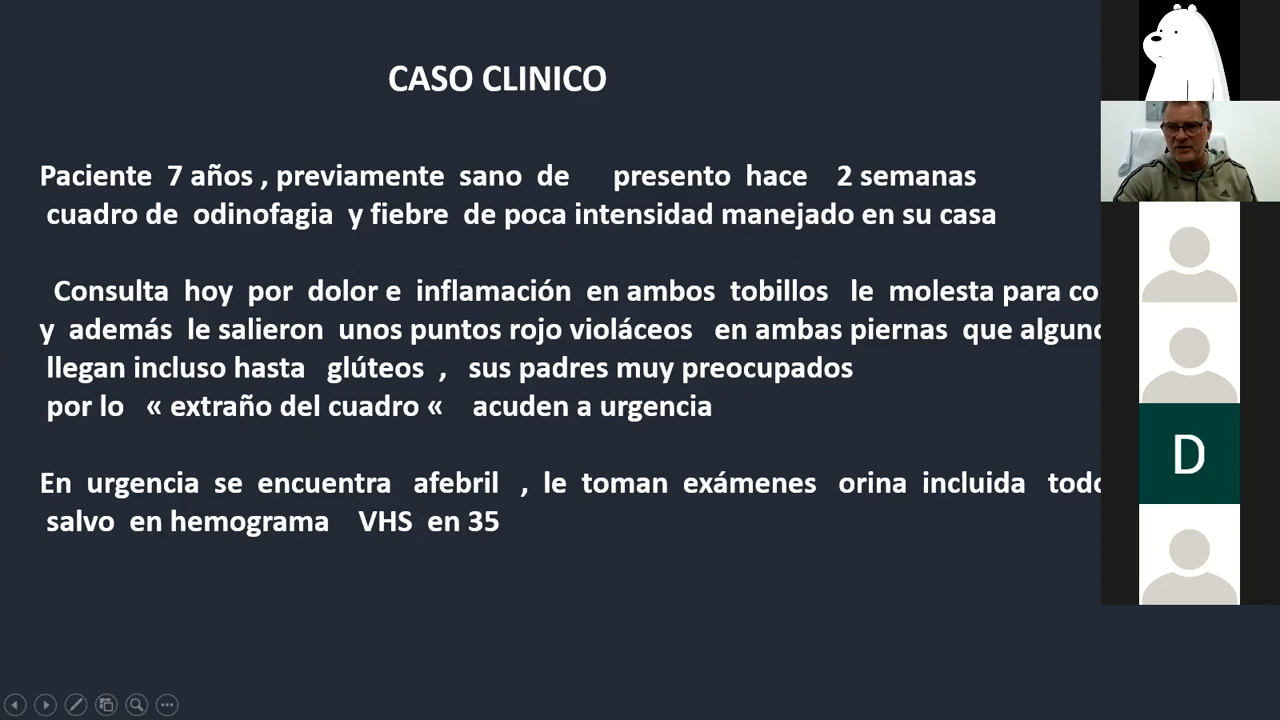 CASO CLINICO
Paciente 7 años , previamente sano de presento hace 2 semanas
cuadro de odinofagia y fiebre de poca intensidad manejado en su casa
Consulta hoy por dolor e inflamación en ambos tobillos le molesta para
y además le salieron unos puntos rojo violáceos en ambas piernas que
llegan incluso hasta glúteos , sus padres muy preocupados
por lo « extraño del cuadro « acuden a urgencia
En urgencia se encuentra afebril , le toman exámenes orina incluida
salvo en hemograma VHS en 35
D